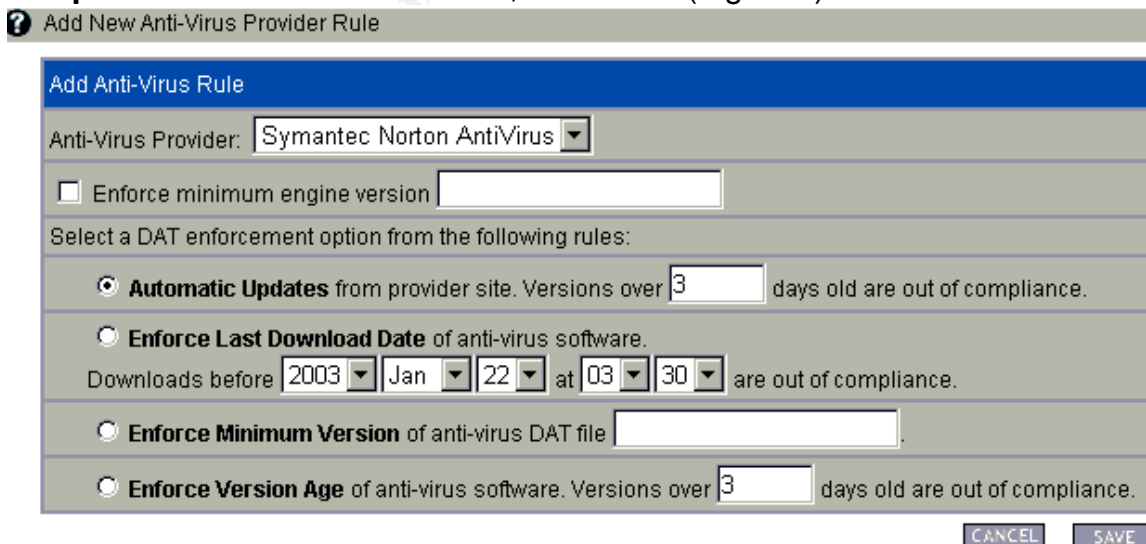 Add New Anti-Virus Provider Rule
Add Anti-Virus Rule
Anti-Virus Provider: Symantec Norton AntiVirus
Enforce minimum engine version
Select a DAT enforcement option from the following rules:
Automatic Updates from provider site. Versions over 3 days old are out of compliance.
Enforce Last Download Date of anti-virus software.
Downloads before 2003 Jan 22 at 03 30 are out of compliance.
Enforce Minimum Version of anti-virus DAT file .
Enforce Version Age of anti-virus software. Versions over 3 days old are out of compliance.
CANCEL SAVE